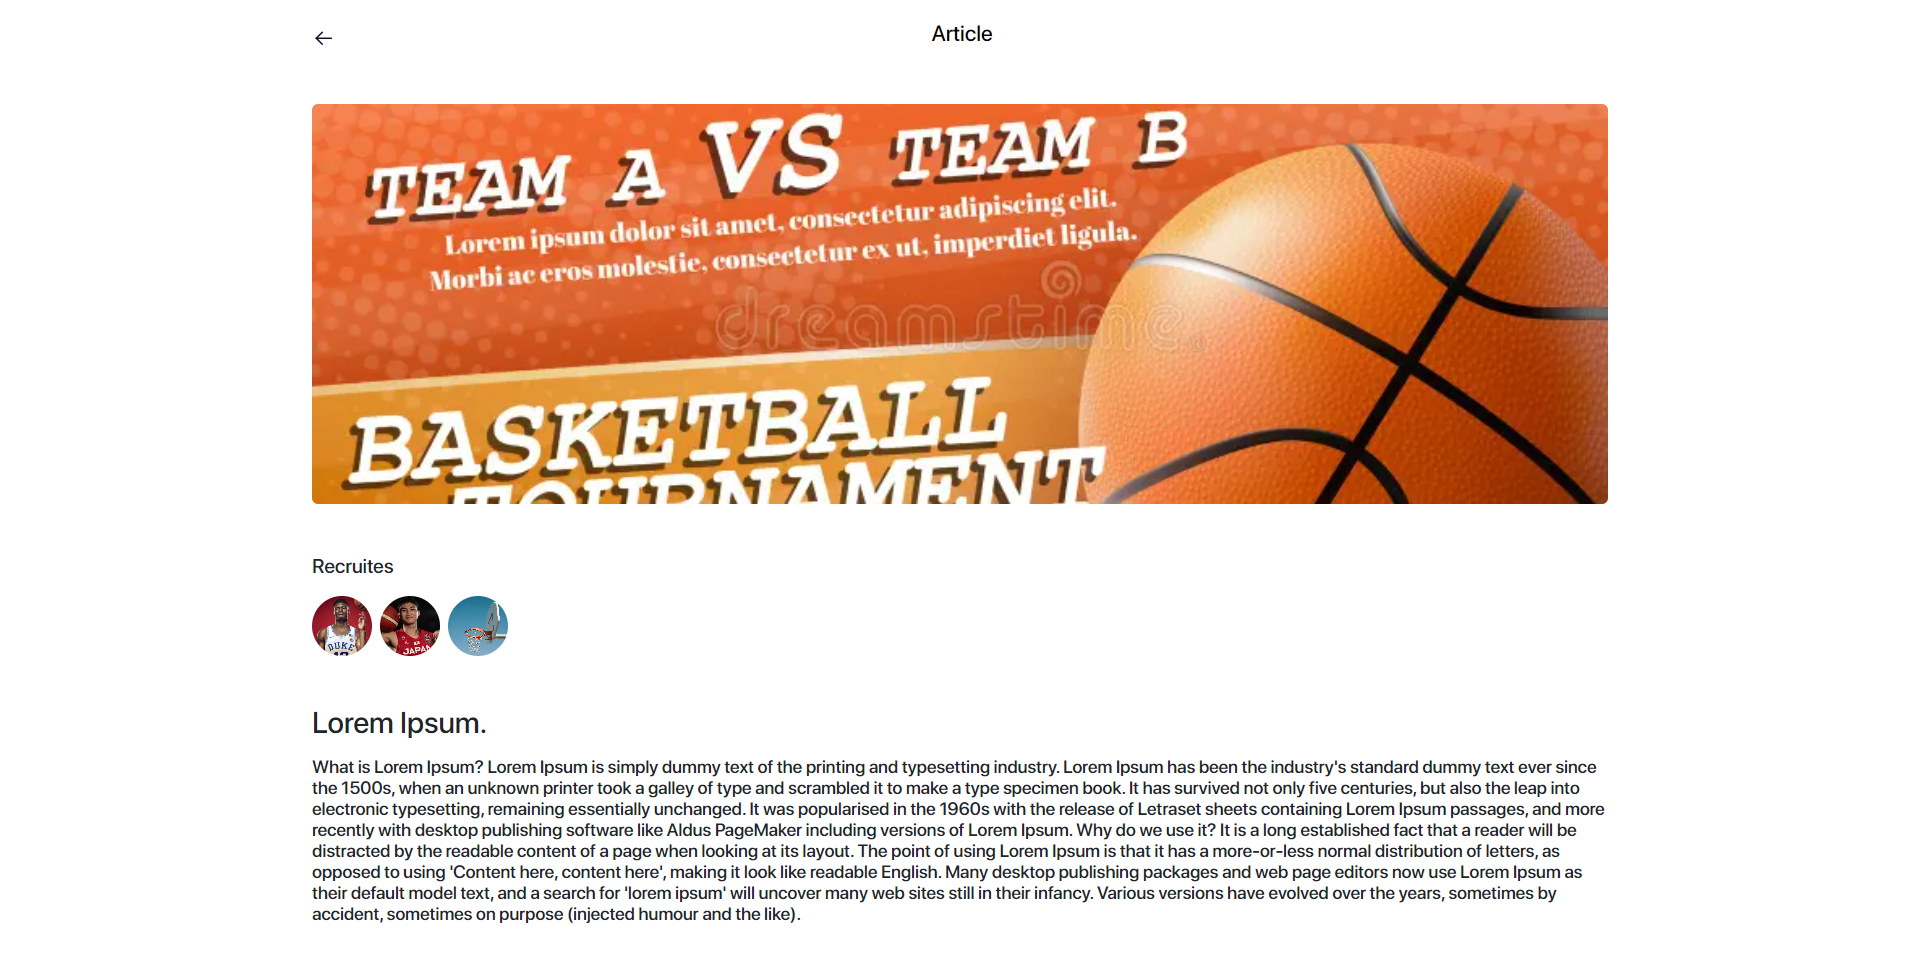 Article
TEAM A VS TEAM B
Lorem ipsum dolor sit amet, consectetur adipiscing elit.
Morbi ac eros molestie, consectetur ex ut, imperdiet ligula.
dreamstime
BASKETBALL
TOURNAMENT
Recruites
DUKE
JAPAN
Lorem Ipsum.
What is Lorem Ipsum? Lorem Ipsum is simply dummy text of the printing and typesetting industry. Lorem Ipsum has been the industry's standard dummy text ever since
the 1500s, when an unknown printer took a galley of type and scrambled it to make a type specimen book. It has survived not only five centuries, but also the leap into
electronic typesetting, remaining essentially unchanged. It was popularised in the 1960s with the release of Letraset sheets containing Lorem Ipsum passages, and more
recently with desktop publishing software like Aldus PageMaker including versions of Lorem Ipsum. Why do we use it? It is a long established fact that a reader will be
distracted by the readable content of a page when looking at its layout. The point of using Lorem Ipsum is that it has a more-or-less normal distribution of letters, as
opposed to using 'Content here, content here', making it look like readable English. Many desktop publishing packages and web page editors now use Lorem Ipsum as
their default model text, and a search for 'lorem ipsum' will uncover many web sites still in their infancy. Various versions have evolved over the years, sometimes by
accident, sometimes on purpose (injected humour and the like).